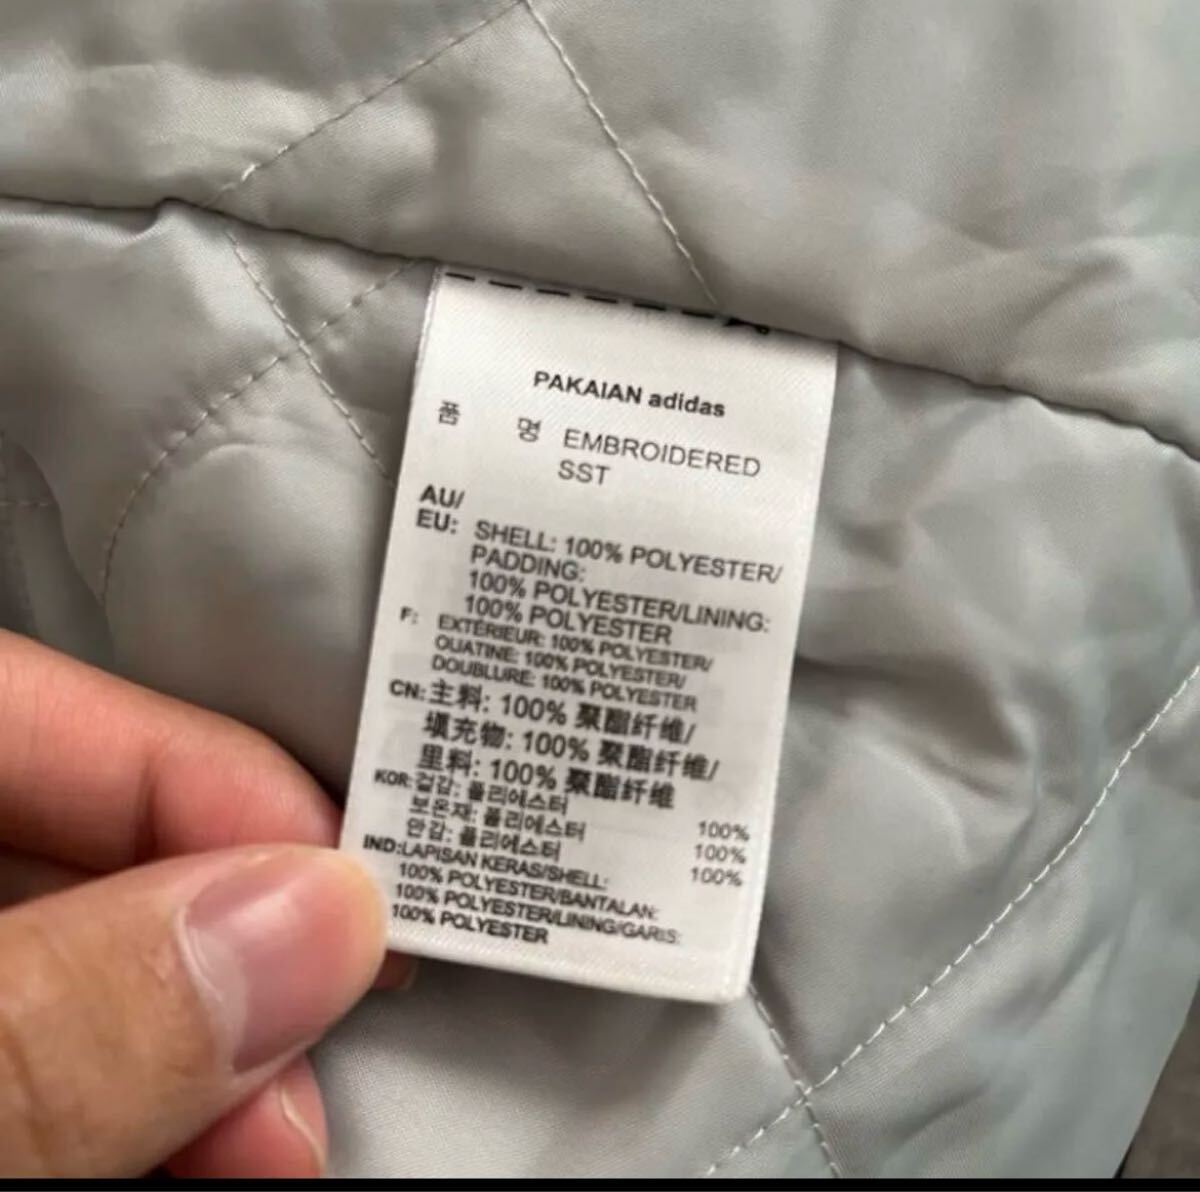 PAKAIAN adidas
품 명 EMBROIDERED
SST
AU/
EU: SHELL: 100% POLYESTER/
PADDING:
100% POLYESTER/LINING:
100% POLYESTER
F: EXTÉRIEUR: 100% POLYESTER/
OUATINE: 100% POLYESTER/
DOUBLURE: 100% POLYESTER
CN: 主料: 100% 聚酯纤维/
填充物: 100% 聚酯纤维/
里料: 100% 聚酯纤维
KOR: 겉감: 폴리에스터 100%
보온재: 폴리에스터 100%
안감: 폴리에스터 100%
IND:LAPISAN KERAS/SHELL:
100% POLYESTER/BANTALAN:
100% POLYESTER/LINING/GARIS:
100% POLYESTER